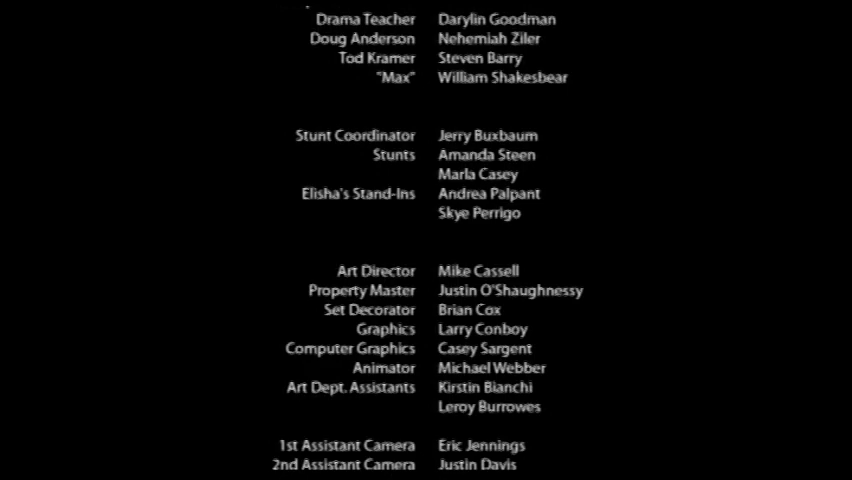 Drama Teacher Darylin Goodman
Doug Anderson Nehemiah Ziler
Tod Kramer Steven Barry
"Max" William Shakesbear
Stunt Coordinator Jerry Buxbaum
Stunts Amanda Steen
Marla Casey
Elisha's Stand-Ins Andrea Palpant
Skye Perrigo
Art Director Mike Cassell
Property Master Justin O'Shaughnessy
Set Decorator Brian Cox
Graphics Larry Conboy
Computer Graphics Casey Sargent
Animator Michael Webber
Art Dept. Assistants Kirstin Bianchi
Leroy Burrowes
1st Assistant Camera Eric Jennings
2nd Assistant Camera Justin Davis